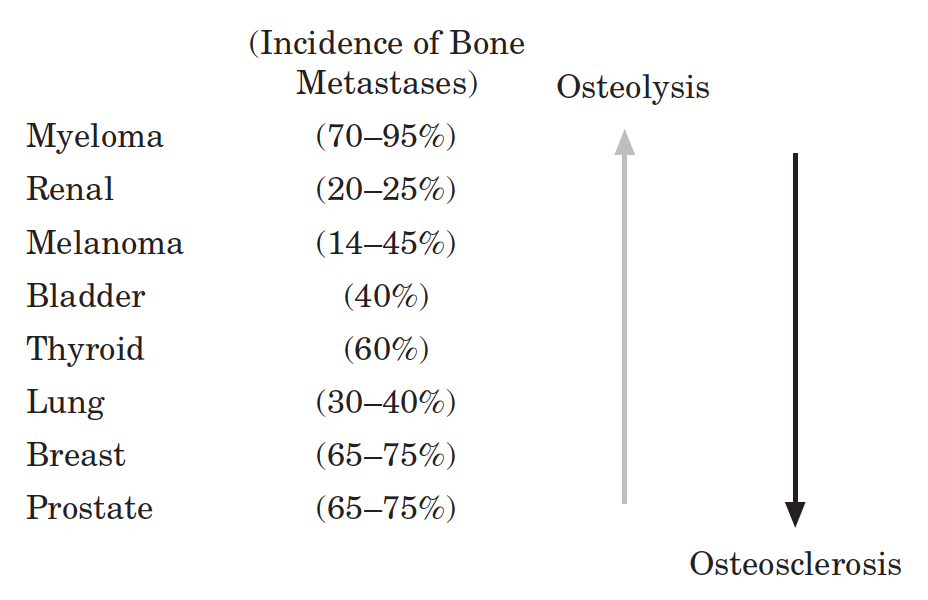 (Incidence of Bone
Metastases)
Osteolysis
Myeloma (70–95%)
Renal (20–25%)
Melanoma (14–45%)
Bladder (40%)
Thyroid (60%)
Lung (30–40%)
Breast (65–75%)
Prostate (65–75%)
Osteosclerosis